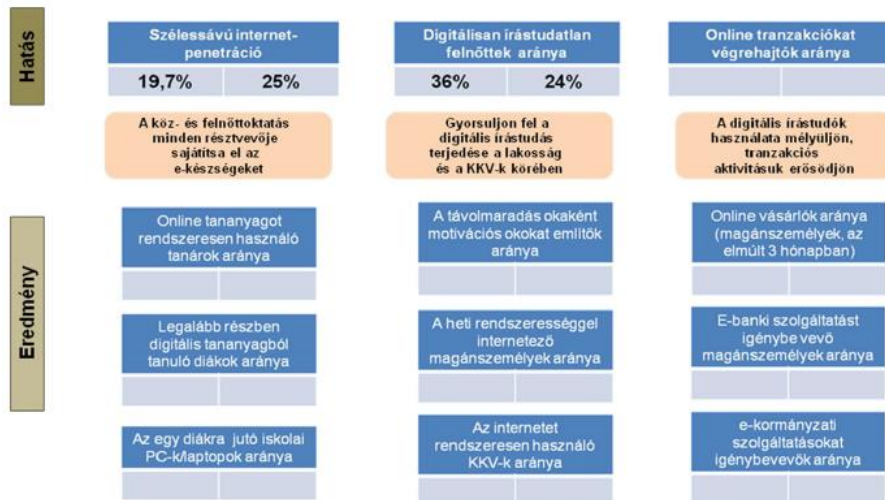 Hatás
Szélessávú internet-
penetráció
19,7% 25%
Digitálisan írástudatlan
felnőttek aránya
36% 24%
Online tranzakciókat
végrehajtók aránya
A köz- és felnőttoktatás
minden résztvevője
sajátítsa el az
e-készségeket
Gyorsuljon fel a
digitális írástudás
terjedése a lakosság
és a KKV-k körében
A digitális írástudók
használata mélyüljön,
tranzakciós
aktivitásuk erősödjön
Eredmény
Online tananyagot
rendszeresen használó
tanárok aránya
A távolmaradás okaként
motivációs okokat említők
aránya
Online vásárlók aránya
(magánszemélyek, az
elmúlt 3 hónapban)
Legalább részben
digitális tananyagból
tanuló diákok aránya
A heti rendszerességgel
internetező
magánszemélyek aránya
E-banki szolgáltatást
igénybe vevő
magánszemélyek aránya
Az egy diákra jutó iskolai
PC-k/laptopok aránya
Az internetet
rendszeresen használó
KKV-k aránya
e-kormányzati
szolgáltatásokat
igénybevevők aránya